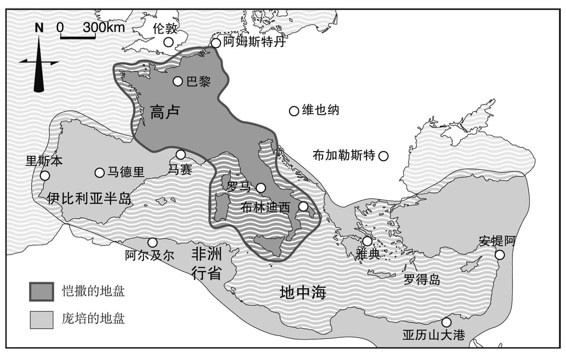 N
0 300km
伦敦
阿姆斯特丹
巴黎
高卢
维也纳
布加勒斯特
里斯本
马德里
马赛
伊比利亚半岛
罗马
布林迪西
阿尔及尔
非洲
行省
雅典
安提阿
罗得岛
地中海
亚历山大港
恺撒的地盘
庞培的地盘